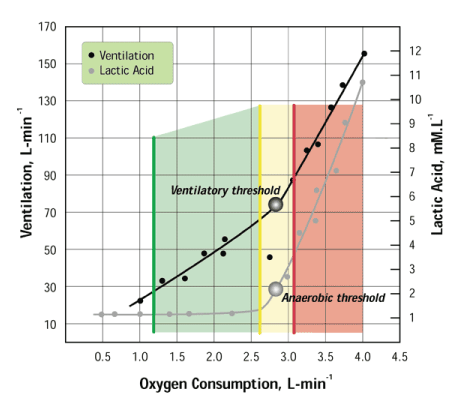 170
150
130
110
90
70
50
30
10
Ventilation, L-min⁻¹
Ventilation
Lactic Acid
Ventilatory threshold
Anaerobic threshold
12
11
10
9
8
7
6
5
4
3
2
1
Lactic Acid, mM.L⁻¹
0.5 1.0 1.5 2.0 2.5 3.0 3.5 4.0 4.5
Oxygen Consumption, L-min⁻¹